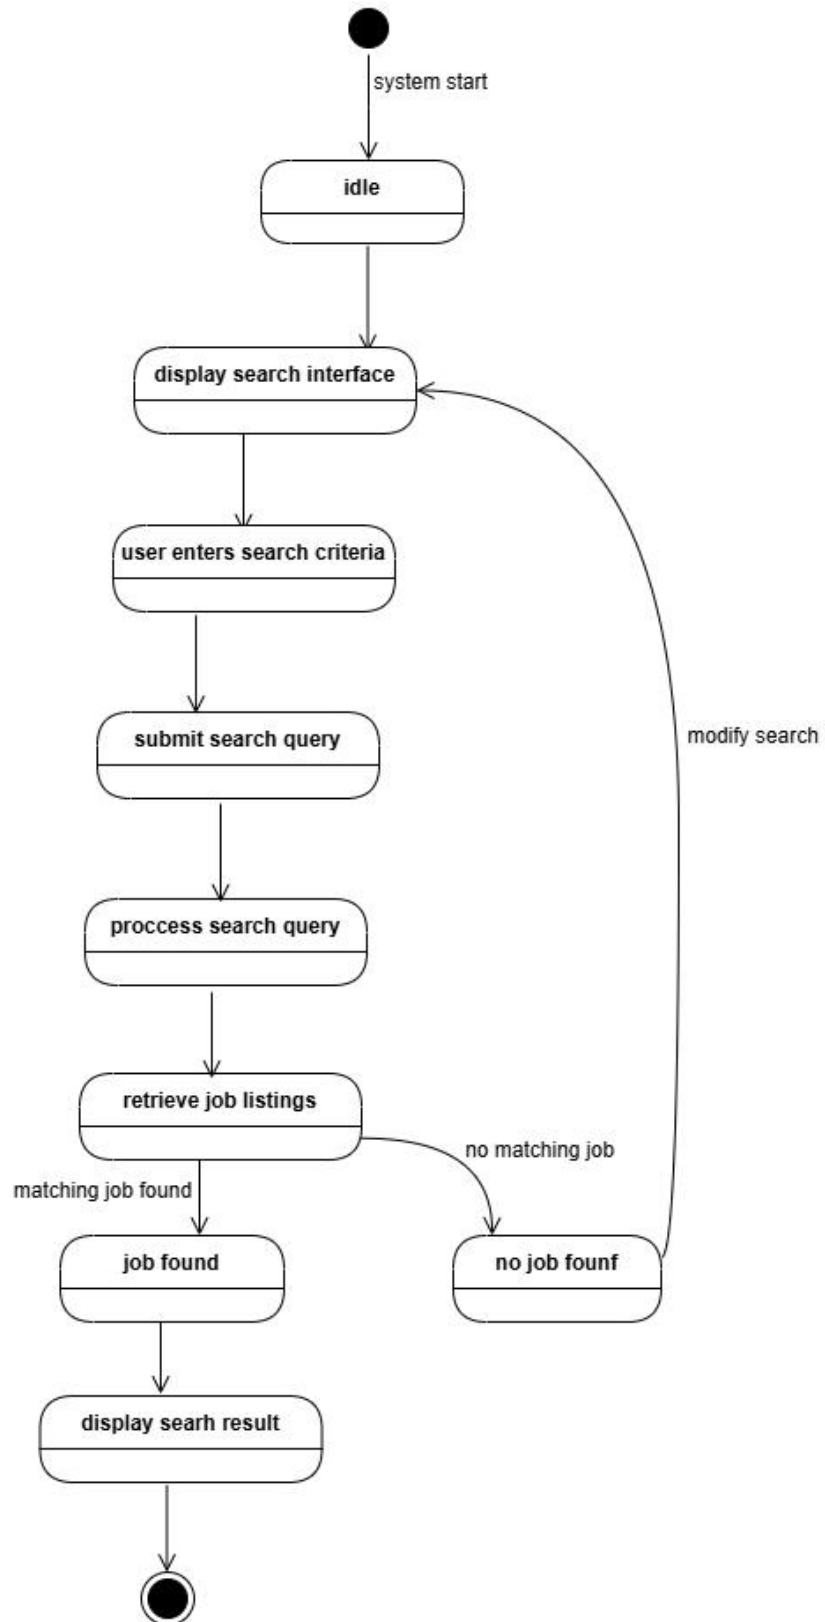 system start
idle
display search interface
user enters search criteria
submit search query
modify search
proccess search query
retrieve job listings
no matching job
matching job found
job found
no job founf
display searh result